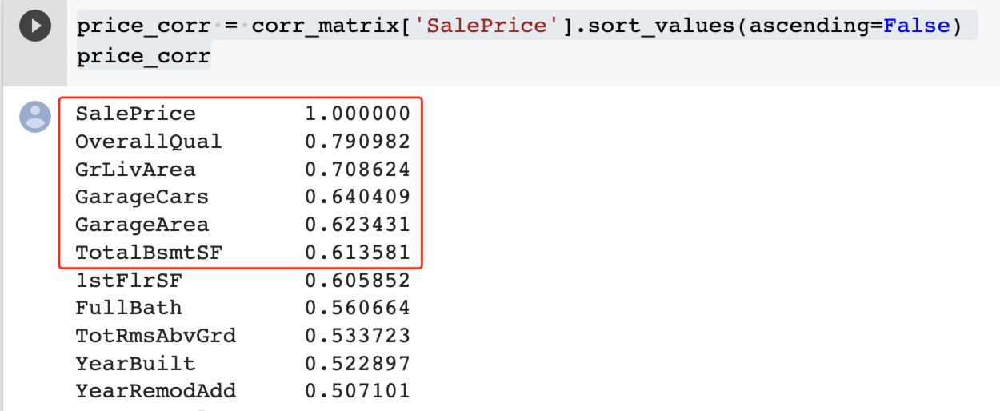 price_corr = corr_matrix['SalePrice'].sort_values(ascending=False)
price_corr
SalePrice 1.000000
OverallQual 0.790982
GrLivArea 0.708624
GarageCars 0.640409
GarageArea 0.623431
TotalBsmtSF 0.613581
1stFlrSF 0.605852
FullBath 0.560664
TotRmsAbvGrd 0.533723
YearBuilt 0.522897
YearRemodAdd 0.507101